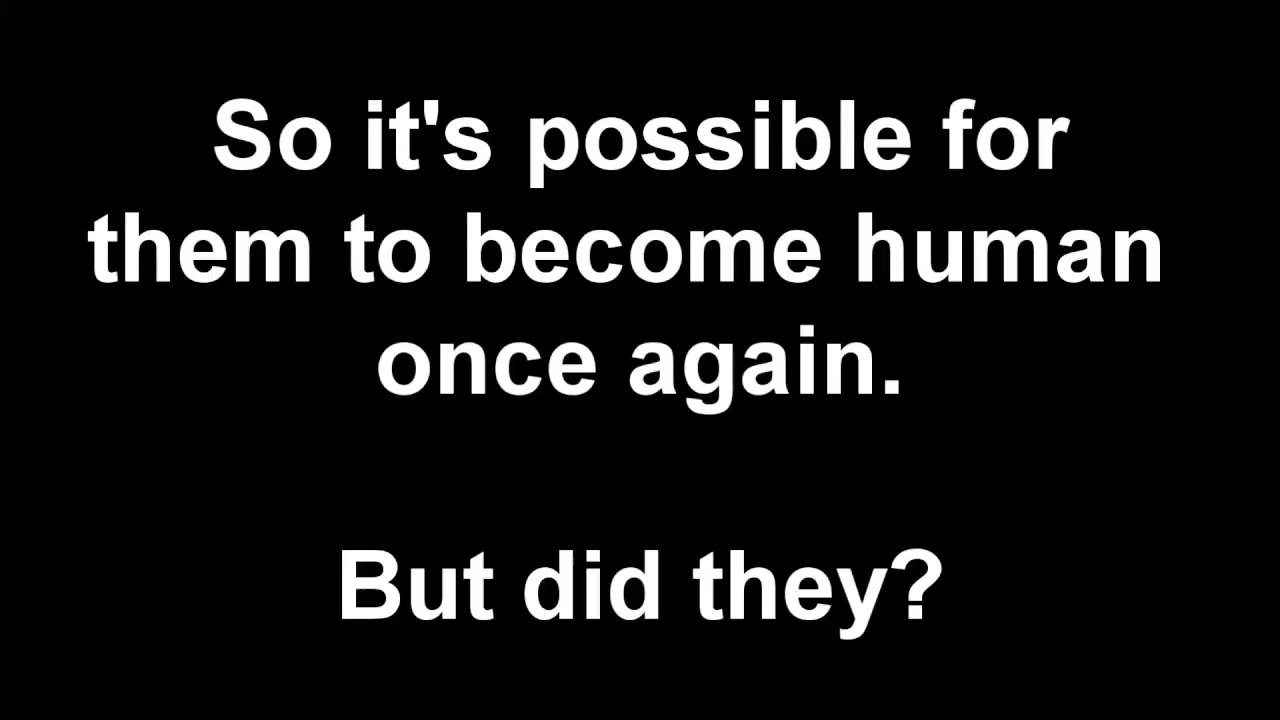 So it's possible for
them to become human
once again.
But did they?